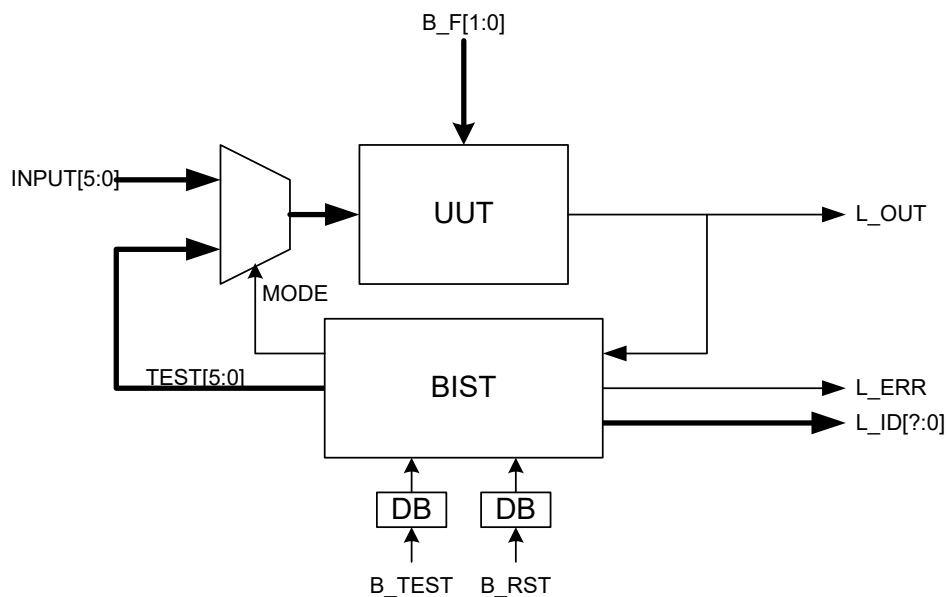 B_F[1:0]
INPUT[5:0]
UUT
L_OUT
MODE
TEST[5:0]
BIST
L_ERR
L_ID[?:0]
DB
DB
B_TEST
B_RST